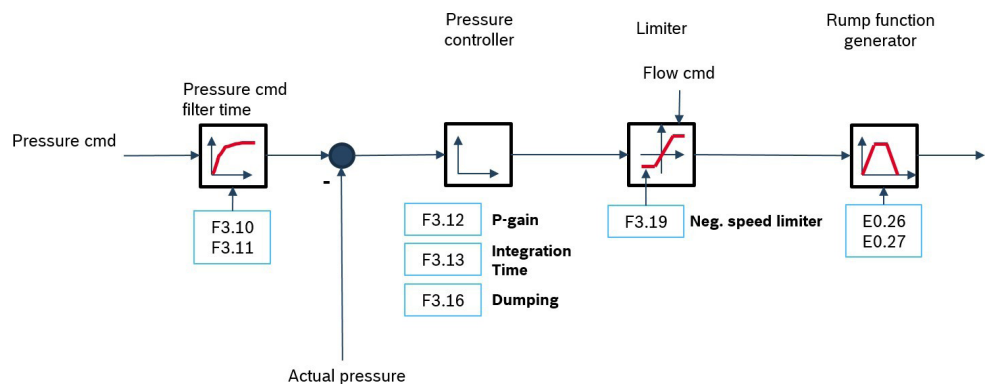 Pressure
controller
Limiter
Rump function
generator
Flow cmd
Pressure cmd
filter time
Pressure cmd
-
F3.10
F3.11
F3.12
P-gain
F3.13
Integration
Time
F3.16
Dumping
F3.19
Neg. speed limiter
E0.26
E0.27
Actual pressure